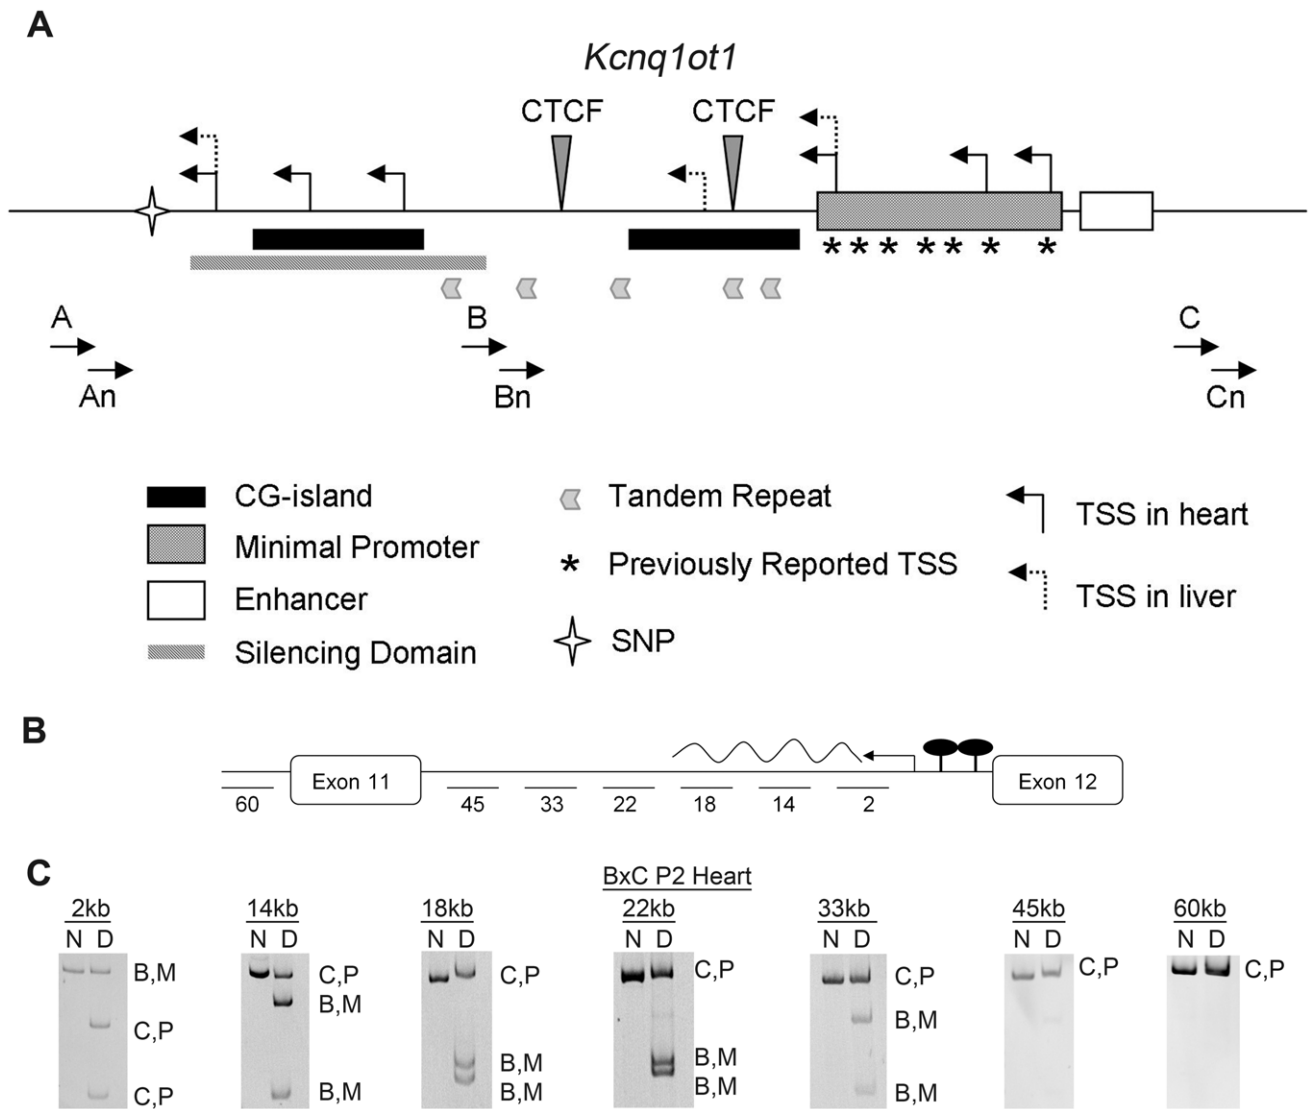 A
Kcnq1ot1
CTCF CTCF
* * * * * * *
A B C
An Bn Cn
CG-island
Minimal Promoter
Enhancer
Silencing Domain
Tandem Repeat
* Previously Reported TSS
SNP
TSS in heart
TSS in liver
B
Exon 11 Exon 12
60 45 33 22 18 14 2
C
BxC P2 Heart
2kb 14kb 18kb 22kb 33kb 45kb 60kb
N D N D N D N D N D N D N D
B,M
C,P
C,P
C,P
B,M
B,M
C,P
B,M
B,M
C,P
B,M
B,M
C,P
B,M
B,M
C,P
C,P